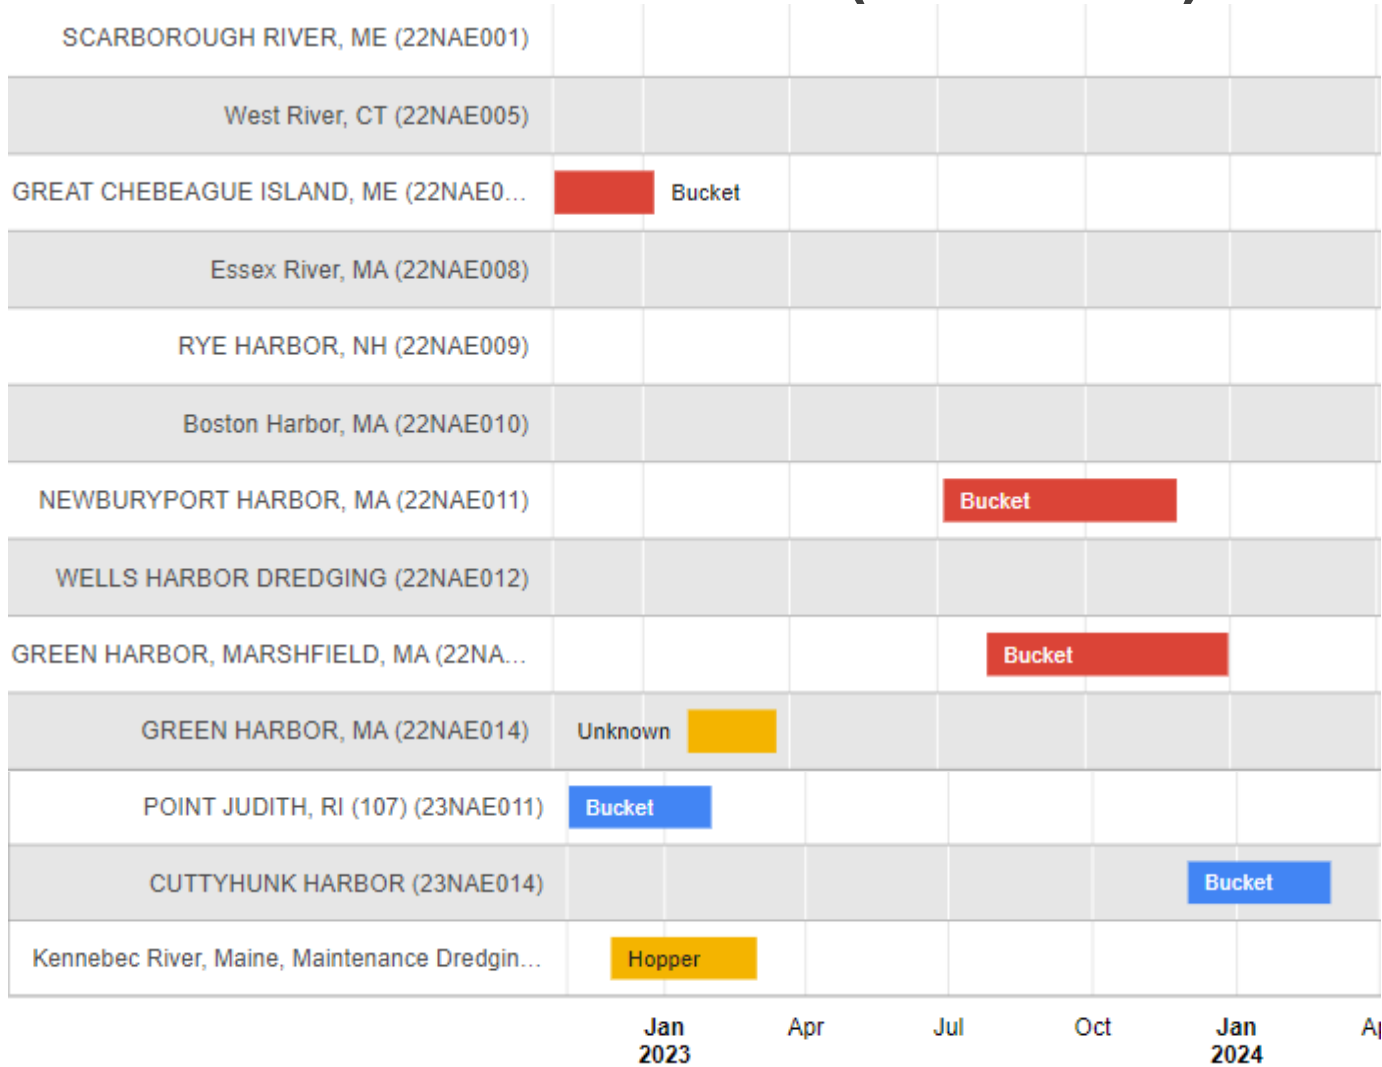 SCARBOROUGH RIVER, ME (22NAE001)
West River, CT (22NAE005)
GREAT CHEBEAGUE ISLAND, ME (22NAE0...
Bucket
Essex River, MA (22NAE008)
RYE HARBOR, NH (22NAE009)
Boston Harbor, MA (22NAE010)
NEWBURYPORT HARBOR, MA (22NAE011)
Bucket
WELLS HARBOR DREDGING (22NAE012)
GREEN HARBOR, MARSHFIELD, MA (22NA...
Bucket
GREEN HARBOR, MA (22NAE014)
Unknown
POINT JUDITH, RI (107) (23NAE011)
Bucket
CUTTYHUNK HARBOR (23NAE014)
Bucket
Kennebec River, Maine, Maintenance Dredgin...
Hopper
Jan Apr Jul Oct Jan
2023 2024